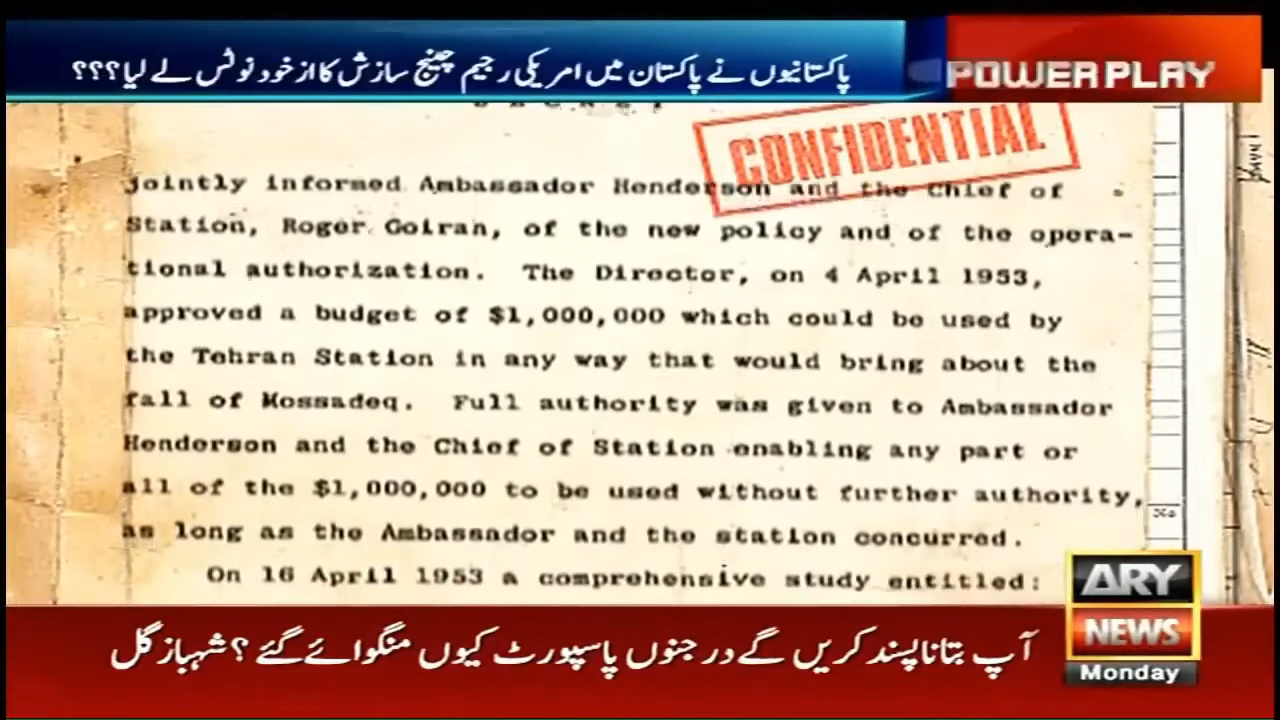 پاکستانیوں نے پاکستان میں امریکی رجیم چینج سازش کا ازخود نوٹس لے لیا؟؟؟
POWERPLAY
SECRET
CONFIDENTIAL
jointly informed Ambassador Henderson and the Chief of
Station, Roger Goiran, of the new policy and of the opera-
tional authorization. The Director, on 4 April 1953,
approved a budget of $1,000,000 which could be used by
the Tehran Station in any way that would bring about the
fall of Mossadeq. Full authority was given to Ambassador
Henderson and the Chief of Station enabling any part or
all of the $1,000,000 to be used without further authority,
as long as the Ambassador and the station concurred.
On 16 April 1953 a comprehensive study entitled:
ARY
NEWS
Monday
آپ بتانا پسند کریں گے درجنوں پاسپورٹ کیوں منگوائے گئے؟ شہباز گل